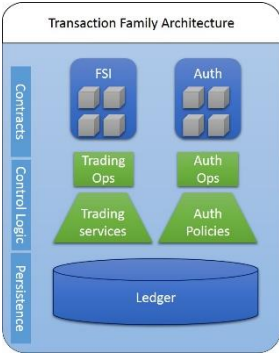 Transaction Family Architecture
Contracts
FSI
Auth
Control Logic
Trading
Ops
Auth
Ops
Trading
services
Auth
Policies
Persistence
Ledger